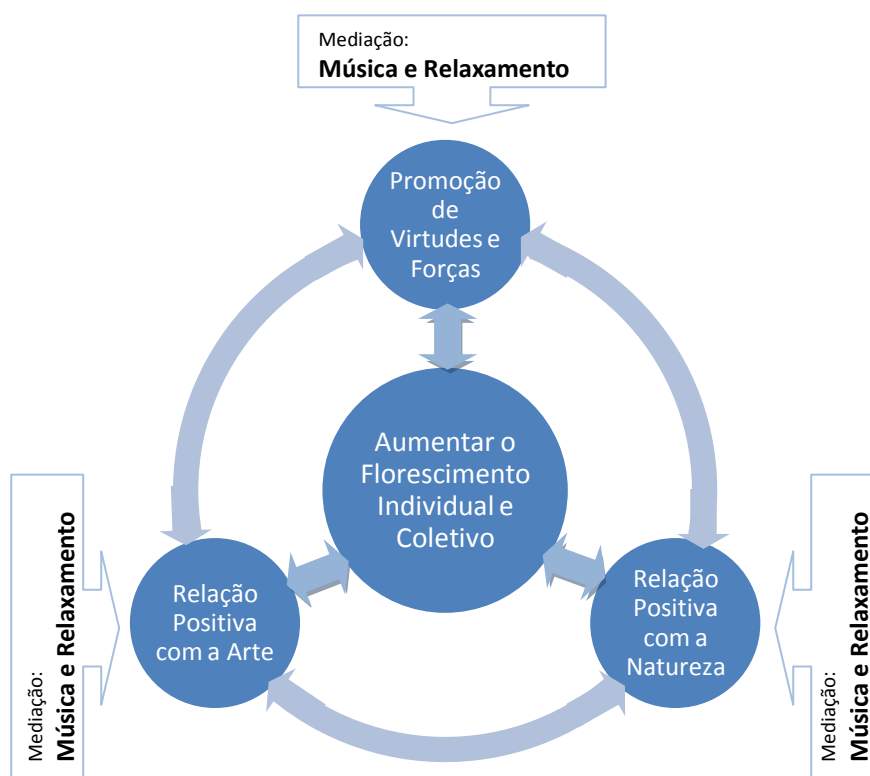 Mediação:
Música e Relaxamento
Promoção
de
Virtudes e
Forças
Aumentar o
Florescimento
Individual e
Coletivo
Relação
Positiva
com a Arte
Relação
Positiva
com a
Natureza
Mediação:
Música e Relaxamento
Mediação:
Música e Relaxamento